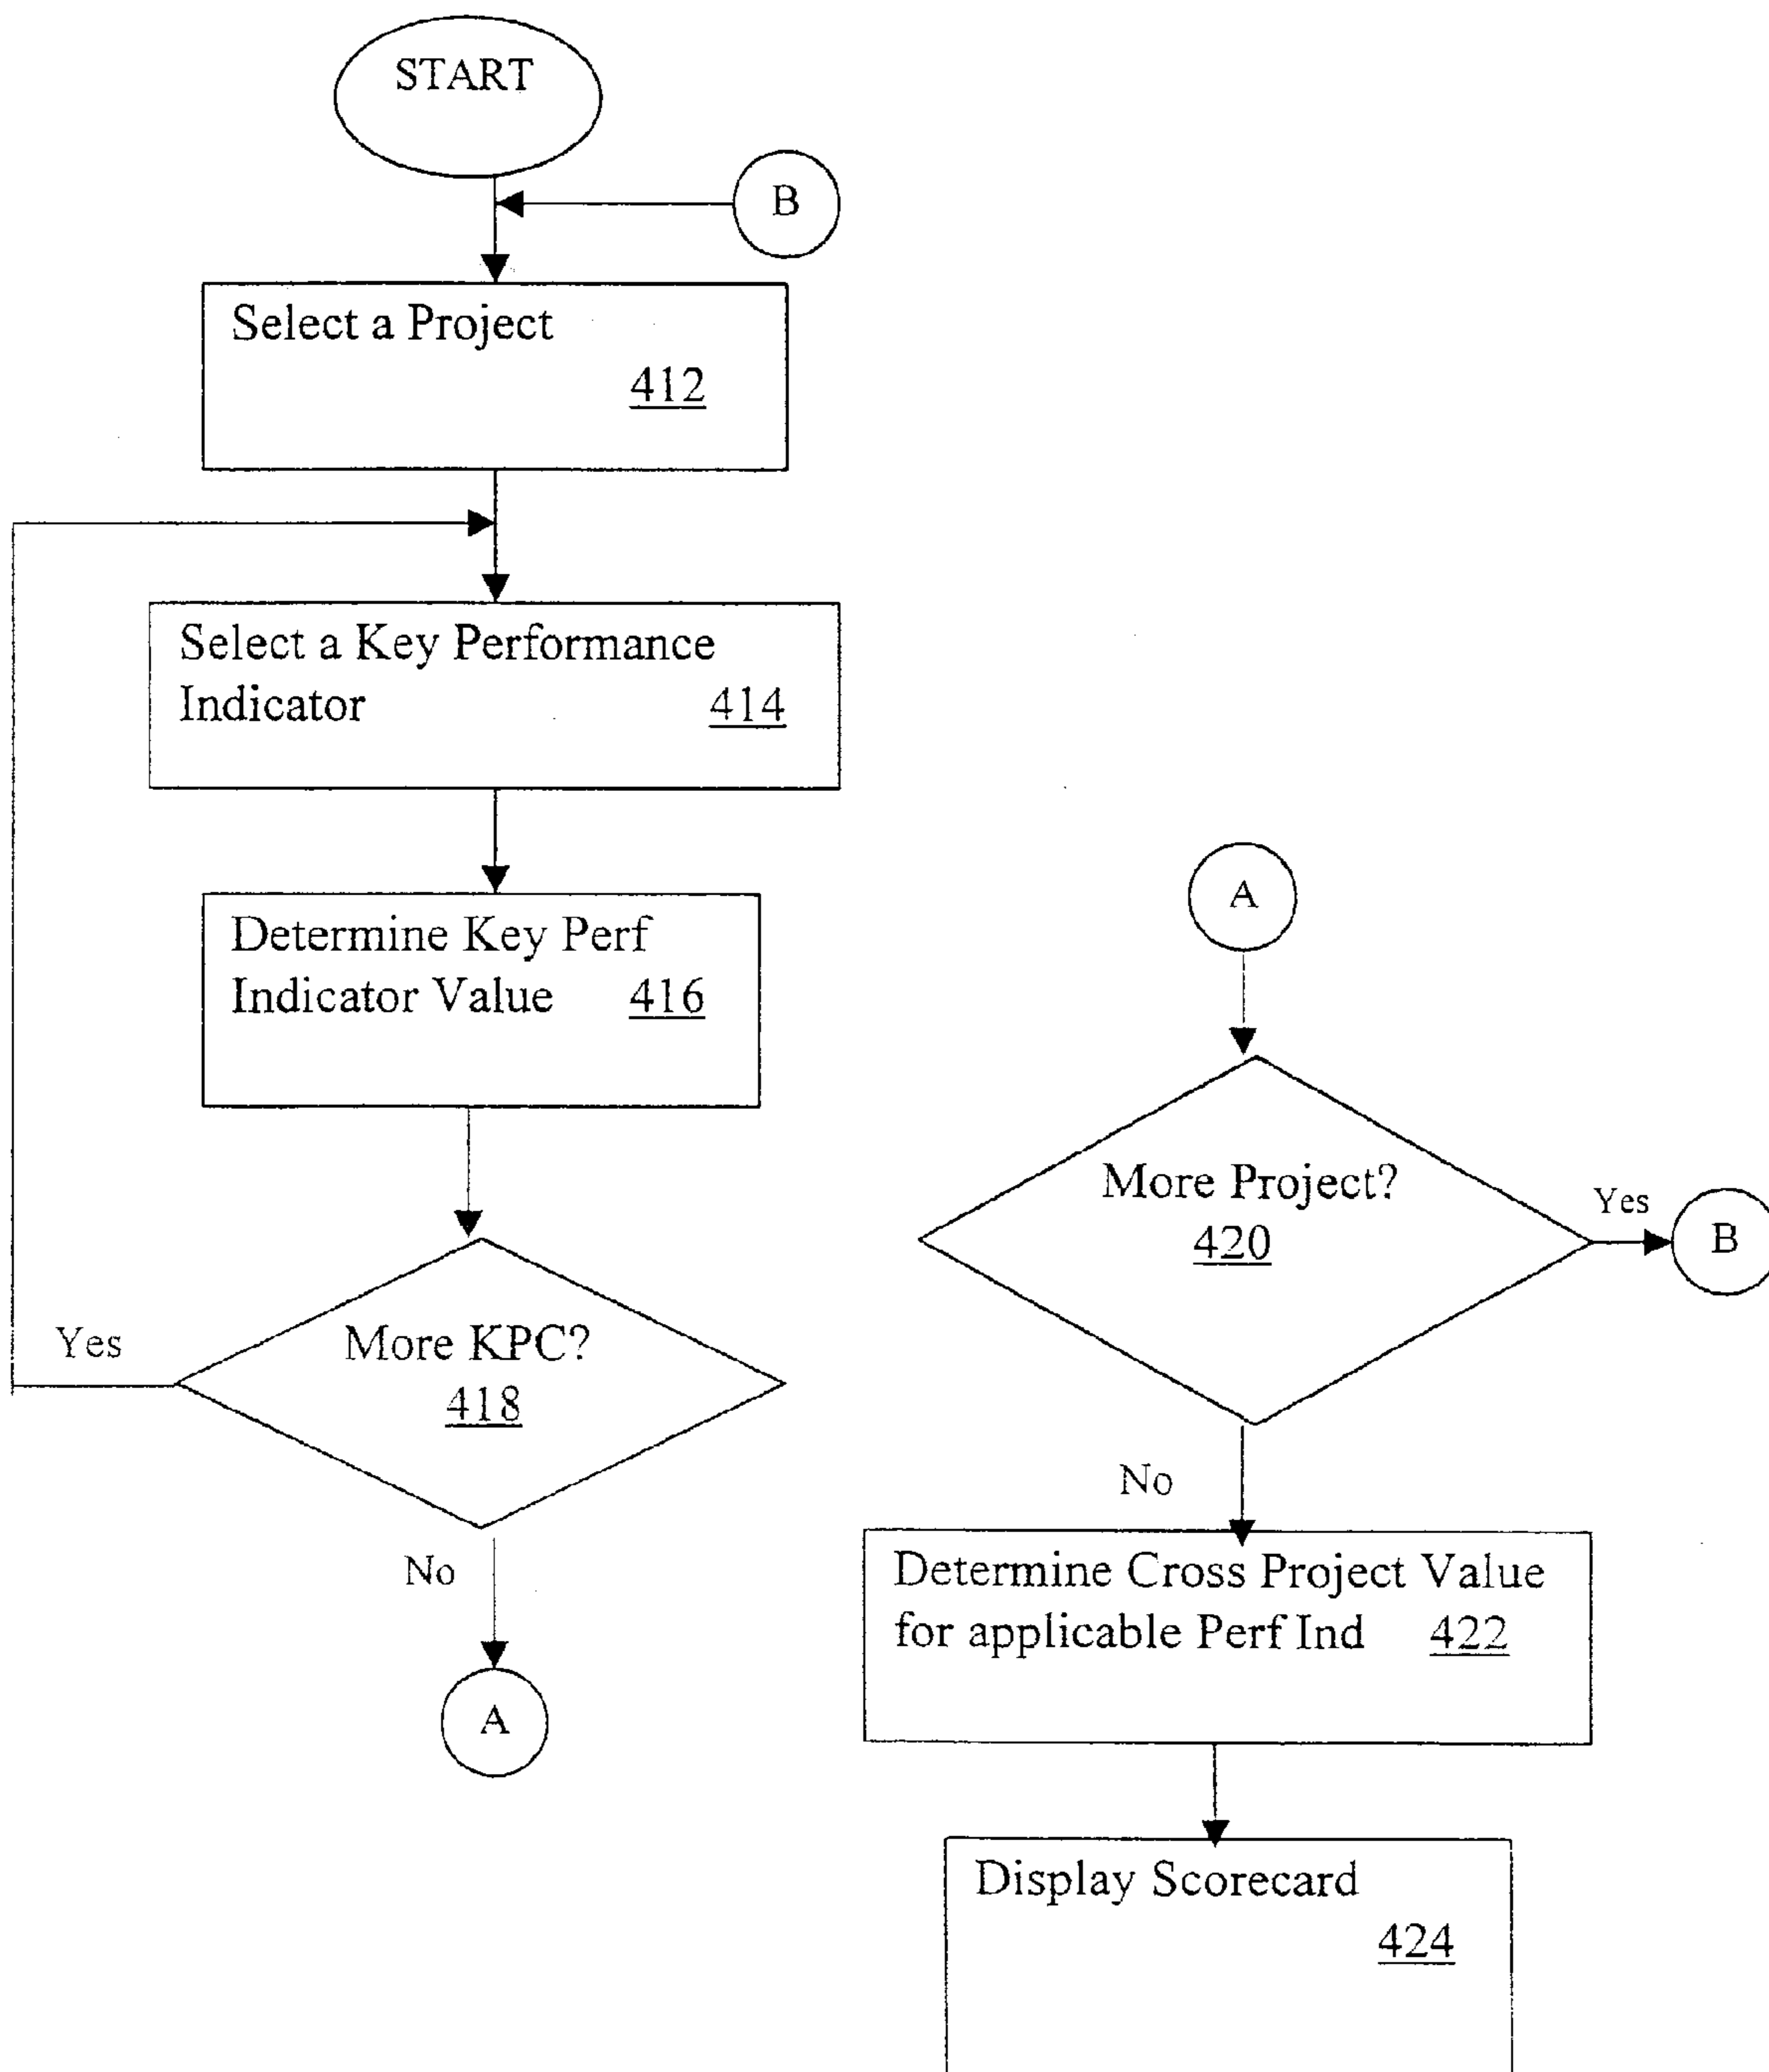 START
B
Select a Project
412
Select a Key Performance
Indicator 414
Determine Key Perf
Indicator Value 416
Yes
More KPC?
418
No
A
A
More Project?
420
Yes
B
No
Determine Cross Project Value
for applicable Perf Ind 422
Display Scorecard
424